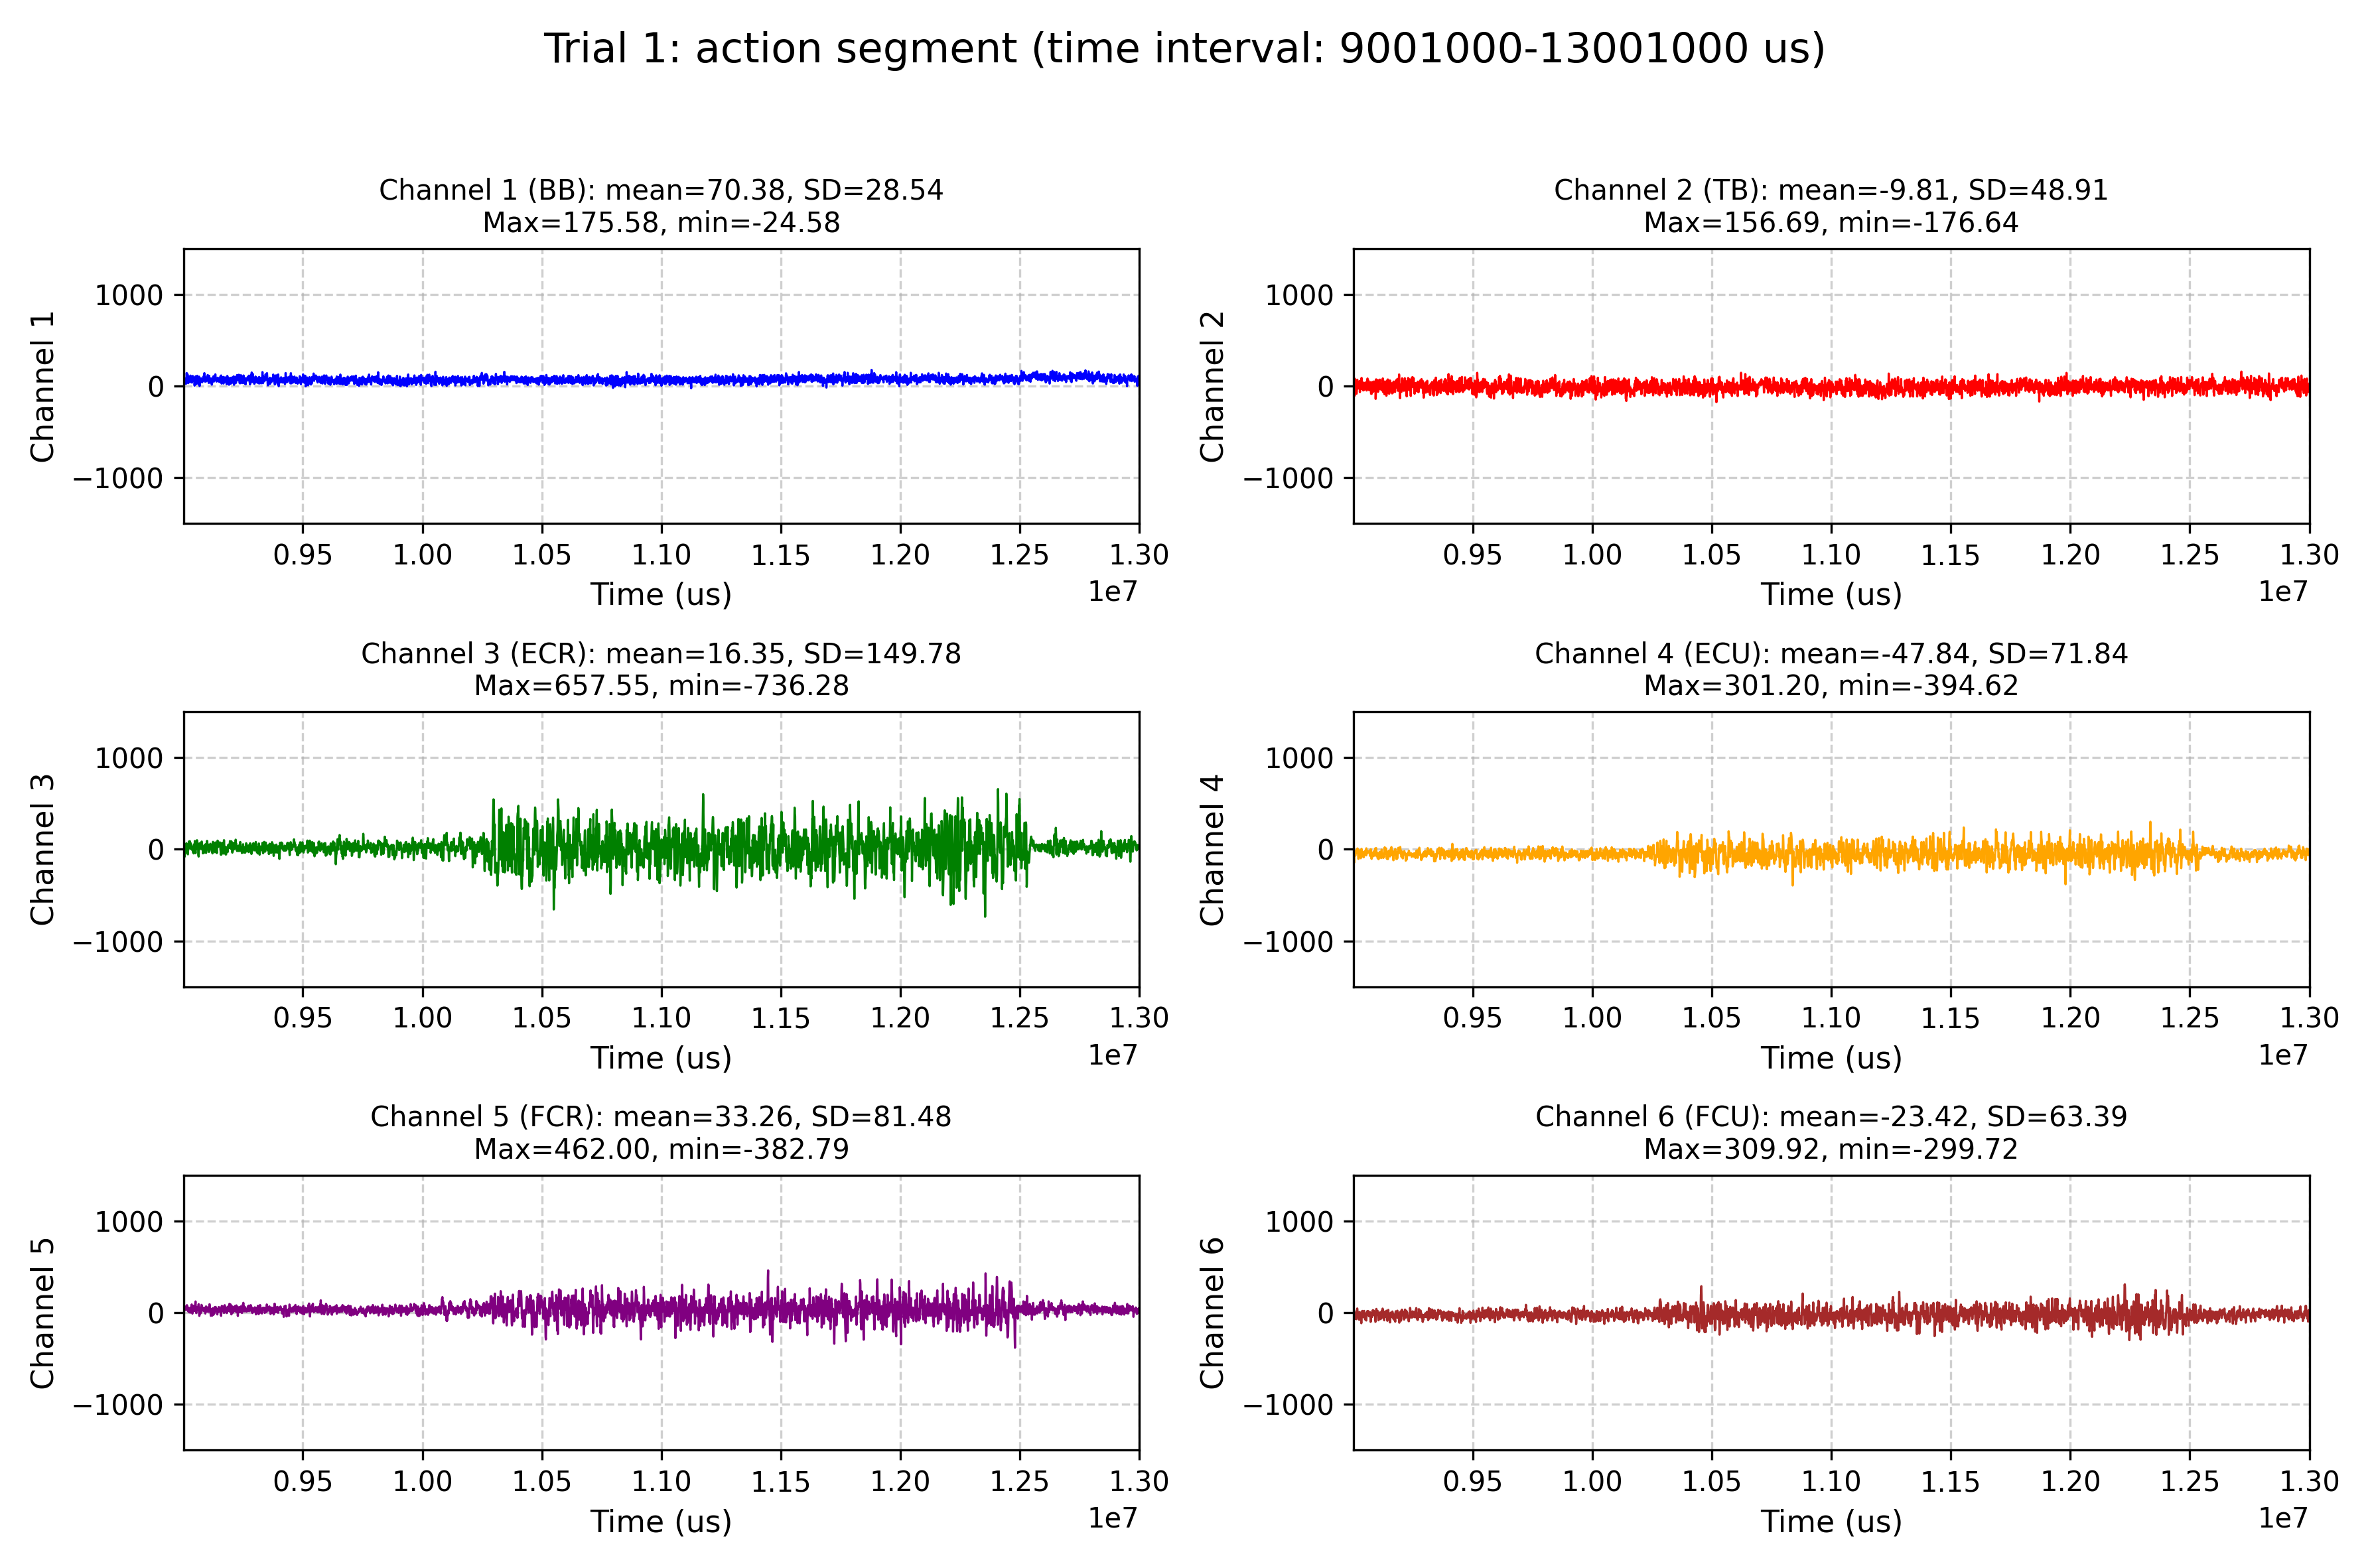 Trial 1: action segment (time interval: 9001000-13001000 us)
Channel 1 (BB): mean=70.38, SD=28.54
Max=175.58, min=-24.58
1000
0
−1000
Channel 1
0.95 1.00 1.05 1.10 1.15 1.20 1.25 1.30
Time (us)
1e7
Channel 2 (TB): mean=-9.81, SD=48.91
Max=156.69, min=-176.64
1000
0
−1000
Channel 2
0.95 1.00 1.05 1.10 1.15 1.20 1.25 1.30
Time (us)
1e7
Channel 3 (ECR): mean=16.35, SD=149.78
Max=657.55, min=-736.28
1000
0
−1000
Channel 3
0.95 1.00 1.05 1.10 1.15 1.20 1.25 1.30
Time (us)
1e7
Channel 4 (ECU): mean=-47.84, SD=71.84
Max=301.20, min=-394.62
1000
0
−1000
Channel 4
0.95 1.00 1.05 1.10 1.15 1.20 1.25 1.30
Time (us)
1e7
Channel 5 (FCR): mean=33.26, SD=81.48
Max=462.00, min=-382.79
1000
0
−1000
Channel 5
0.95 1.00 1.05 1.10 1.15 1.20 1.25 1.30
Time (us)
1e7
Channel 6 (FCU): mean=-23.42, SD=63.39
Max=309.92, min=-299.72
1000
0
−1000
Channel 6
0.95 1.00 1.05 1.10 1.15 1.20 1.25 1.30
Time (us)
1e7